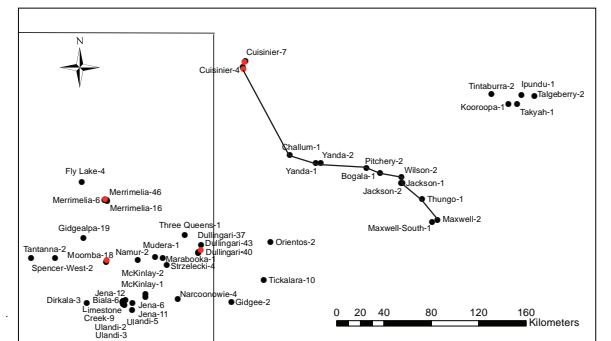 N
Cuisinier-7
Cuisinier-4
Tintaburra-2
Ipundu-1
Talgeberry-2
Kooroopa-1
Takyah-1
Challum-1
Yanda-2
Yanda-1
Pitchery-2
Bogala-1
Wilson-2
Jackson-1
Jackson-2
Thungo-1
Maxwell-2
Maxwell-South-1
Fly Lake-4
Merrimelia-46
Merrimelia-6
Merrimelia-16
Gidgealpa-19
Three Queens-1
Dullingari-37
Dullingari-43
Dullingari-40
Orientos-2
Tantanna-2
Moomba-18
Namur-2
Mudera-1
Marabooka-1
Strzelecki-4
Spencer-West-2
McKinlay-2
McKinlay-1
Tickalara-10
Narcoonowie-4
Gidgee-2
Dirkala-3
Jena-12
Biala-6
Jena-6
Limestone
Creek-9
Jena-11
Ulandi-2
Ulandi-5
Ulandi-3
0 20 40 80 120 160
Kilometers